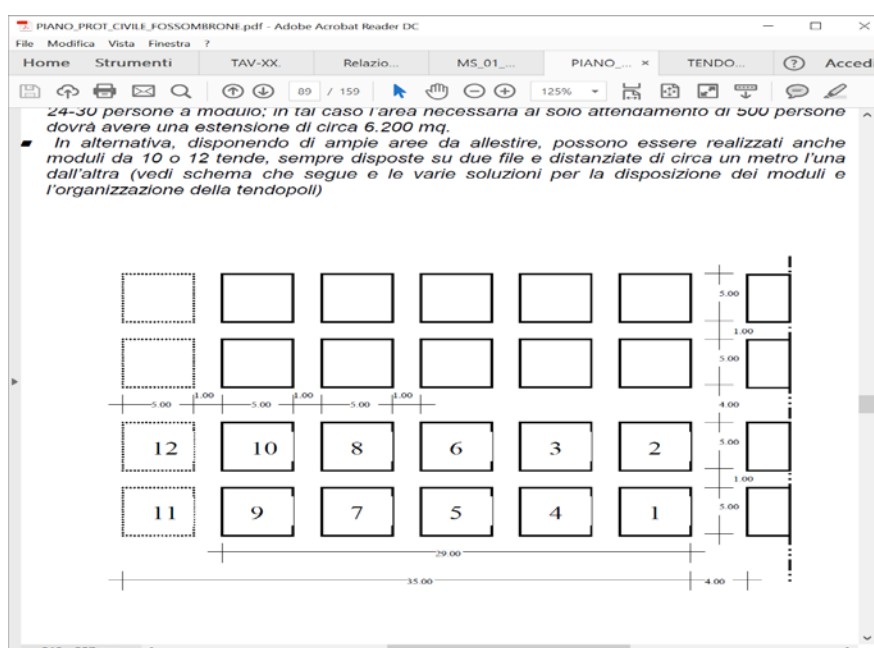 PIANO_PROT_CIVILE_FOSSOMBRONE.pdf - Adobe Acrobat Reader DC
File Modifica Vista Finestra ?
Home Strumenti TAV-XX. Relazio... MS_01_... PIANO_... × TENDO... ? Accedi
89 / 159 125%
24-30 persone a modulo; in tal caso l'area necessaria al solo attendamento di 500 persone
dovrà avere una estensione di circa 6.200 mq.
▪ In alternativa, disponendo di ampie aree da allestire, possono essere realizzati anche
moduli da 10 o 12 tende, sempre disposte su due file e distanziate di circa un metro l'una
dall'altra (vedi schema che segue e le varie soluzioni per la disposizione dei moduli e
l'organizzazione della tendopoli)
5.00
1.00
5.00
5.00 1.00 5.00 1.00 5.00 1.00 4.00
12 10 8 6 3 2 5.00
1.00
11 9 7 5 4 1 5.00
29.00
35.00 4.00